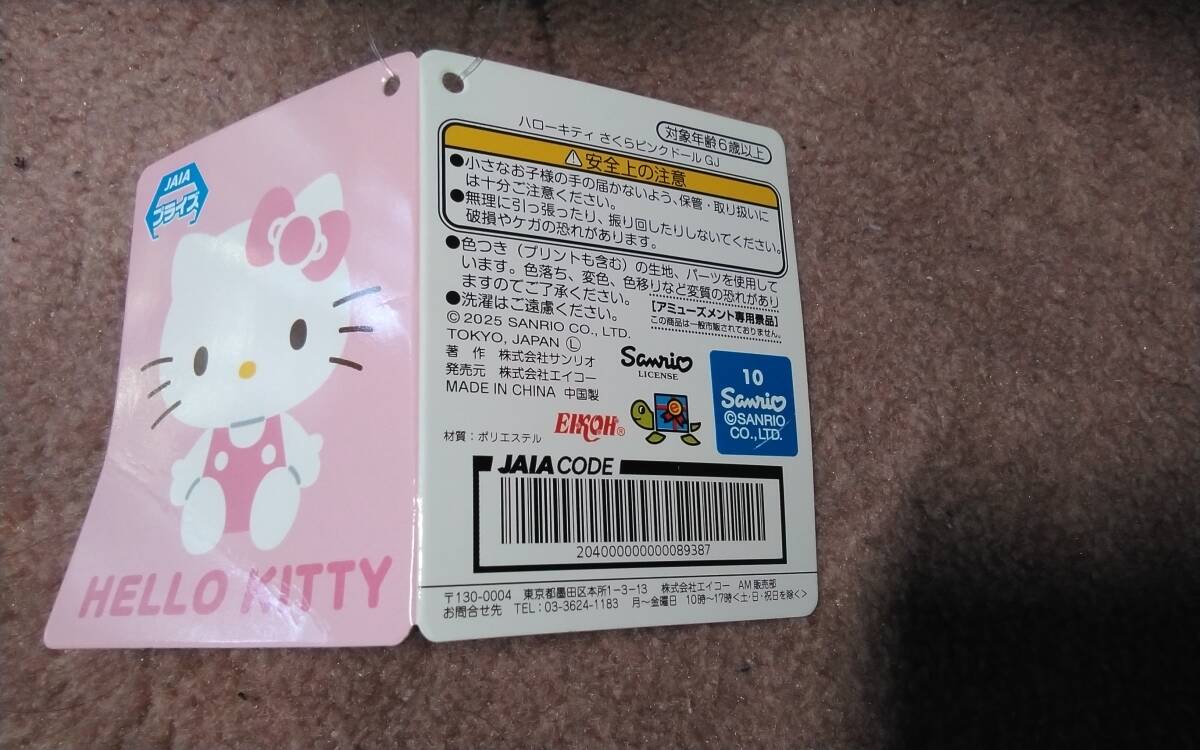 JAIA
プライズ
HELLO KITTY
対象年齢6歳以上
ハローキティ さくらピンクドール GJ
⚠安全上の注意
●小さなお子様の手の届かないよう、保管・取り扱いに
は十分ご注意ください。
●無理に引っ張ったり、振り回したりしないでください。
破損やケガの恐れがあります。
●色つき（プリントも含む）の生地、パーツを使用して
います。色落ち、変色、色移りなど変質の恐れがあり
ますのでご了承ください。
●洗濯はご遠慮ください。
【アミューズメント専用景品】
この商品は一般市販されておりません。
© 2025 SANRIO CO., LTD.
TOKYO, JAPAN Ⓛ
著 作 株式会社サンリオ
発売元 株式会社エイコー
MADE IN CHINA 中国製
Sanrio
LICENSE
10
Sanrio
©SANRIO
CO., LTD.
材質：ポリエステル
EIKOH®
e
JAIA CODE
204000000000089387
〒130-0004 東京都墨田区本所1-3-13 株式会社エイコー AM販売部
お問合せ先 TEL：03-3624-1183 月〜金曜日 10時〜17時<土・日・祝日を除く>